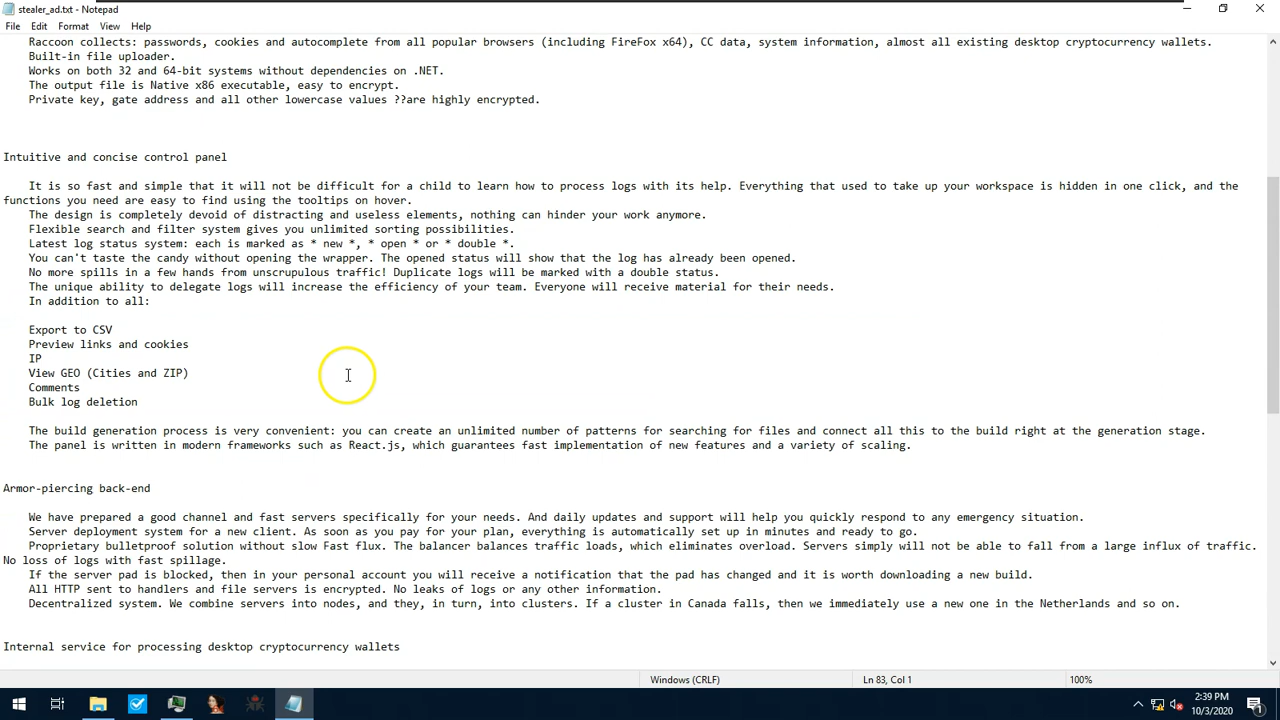 stealer_ad.txt - Notepad
File Edit Format View Help
Raccoon collects: passwords, cookies and autocomplete from all popular browsers (including FireFox x64), CC data, system information, almost all existing desktop cryptocurrency wallets.
Built-in file uploader.
Works on both 32 and 64-bit systems without dependencies on .NET.
The output file is Native x86 executable, easy to encrypt.
Private key, gate address and all other lowercase values ??are highly encrypted.
Intuitive and concise control panel
It is so fast and simple that it will not be difficult for a child to learn how to process logs with its help. Everything that used to take up your workspace is hidden in one click, and the
functions you need are easy to find using the tooltips on hover.
The design is completely devoid of distracting and useless elements, nothing can hinder your work anymore.
Flexible search and filter system gives you unlimited sorting possibilities.
Latest log status system: each is marked as * new *, * open * or * double *.
You can't taste the candy without opening the wrapper. The opened status will show that the log has already been opened.
No more spills in a few hands from unscrupulous traffic! Duplicate logs will be marked with a double status.
The unique ability to delegate logs will increase the efficiency of your team. Everyone will receive material for their needs.
In addition to all:
Export to CSV
Preview links and cookies
IP
View GEO (Cities and ZIP)
Comments
Bulk log deletion
The build generation process is very convenient: you can create an unlimited number of patterns for searching for files and connect all this to the build right at the generation stage.
The panel is written in modern frameworks such as React.js, which guarantees fast implementation of new features and a variety of scaling.
Armor-piercing back-end
We have prepared a good channel and fast servers specifically for your needs. And daily updates and support will help you quickly respond to any emergency situation.
Server deployment system for a new client. As soon as you pay for your plan, everything is automatically set up in minutes and ready to go.
Proprietary bulletproof solution without slow Fast flux. The balancer balances traffic loads, which eliminates overload. Servers simply will not be able to fall from a large influx of traffic.
No loss of logs with fast spillage.
If the server pad is blocked, then in your personal account you will receive a notification that the pad has changed and it is worth downloading a new build.
All HTTP sent to handlers and file servers is encrypted. No leaks of logs or any other information.
Decentralized system. We combine servers into nodes, and they, in turn, into clusters. If a cluster in Canada falls, then we immediately use a new one in the Netherlands and so on.
Internal service for processing desktop cryptocurrency wallets
Windows (CRLF) Ln 83, Col 1 100%
2:39 PM
10/3/2020
1